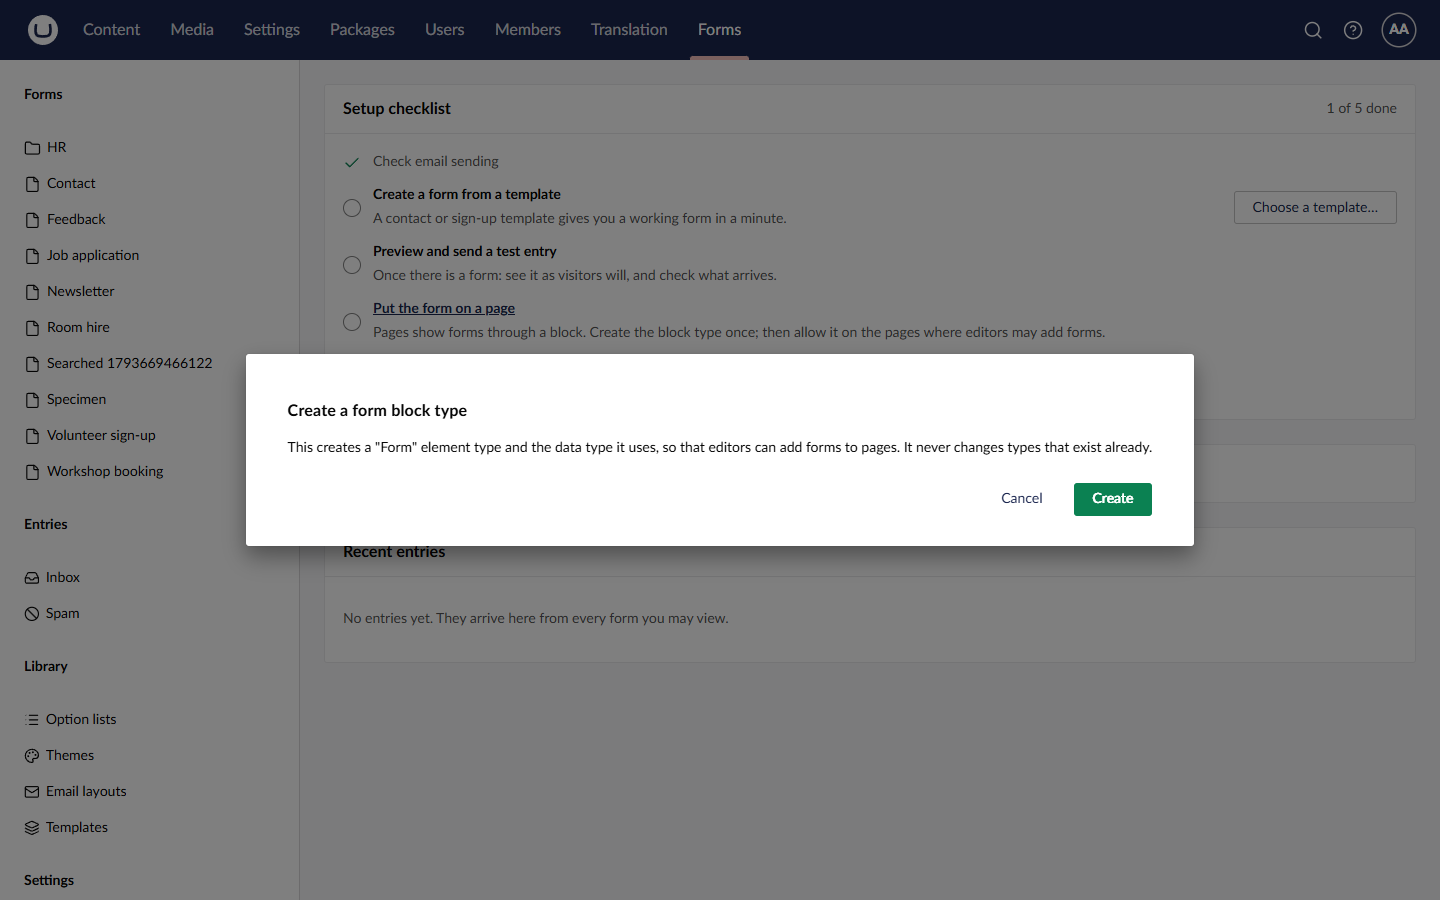 Content Media Settings Packages Users Members Translation Forms AA
Forms
HR
Contact
Feedback
Job application
Newsletter
Room hire
Searched 1793669466122
Specimen
Volunteer sign-up
Workshop booking
Entries
Inbox
Spam
Library
Option lists
Themes
Email layouts
Templates
Settings
Setup checklist
1 of 5 done
Check email sending
Create a form from a template
A contact or sign-up template gives you a working form in a minute.
Choose a template...
Preview and send a test entry
Once there is a form: see it as visitors will, and check what arrives.
Put the form on a page
Pages show forms through a block. Create the block type once; then allow it on the pages where editors may add forms.
Create a form block type
This creates a "Form" element type and the data type it uses, so that editors can add forms to pages. It never changes types that exist already.
Cancel
Create
Recent entries
No entries yet. They arrive here from every form you may view.